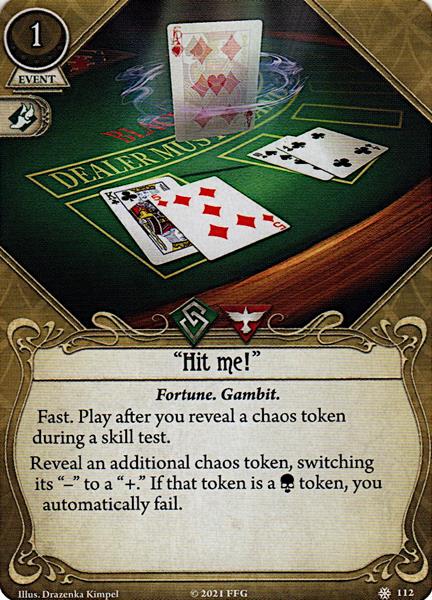 1
EVENT
BLA
DEALER MUST
"Hit me!"
Fortune. Gambit.
Fast. Play after you reveal a chaos token
during a skill test.
Reveal an additional chaos token, switching
its "–" to a "+." If that token is a token, you
automatically fail.
Illus. Drazenka Kimpel
© 2021 FFG
112